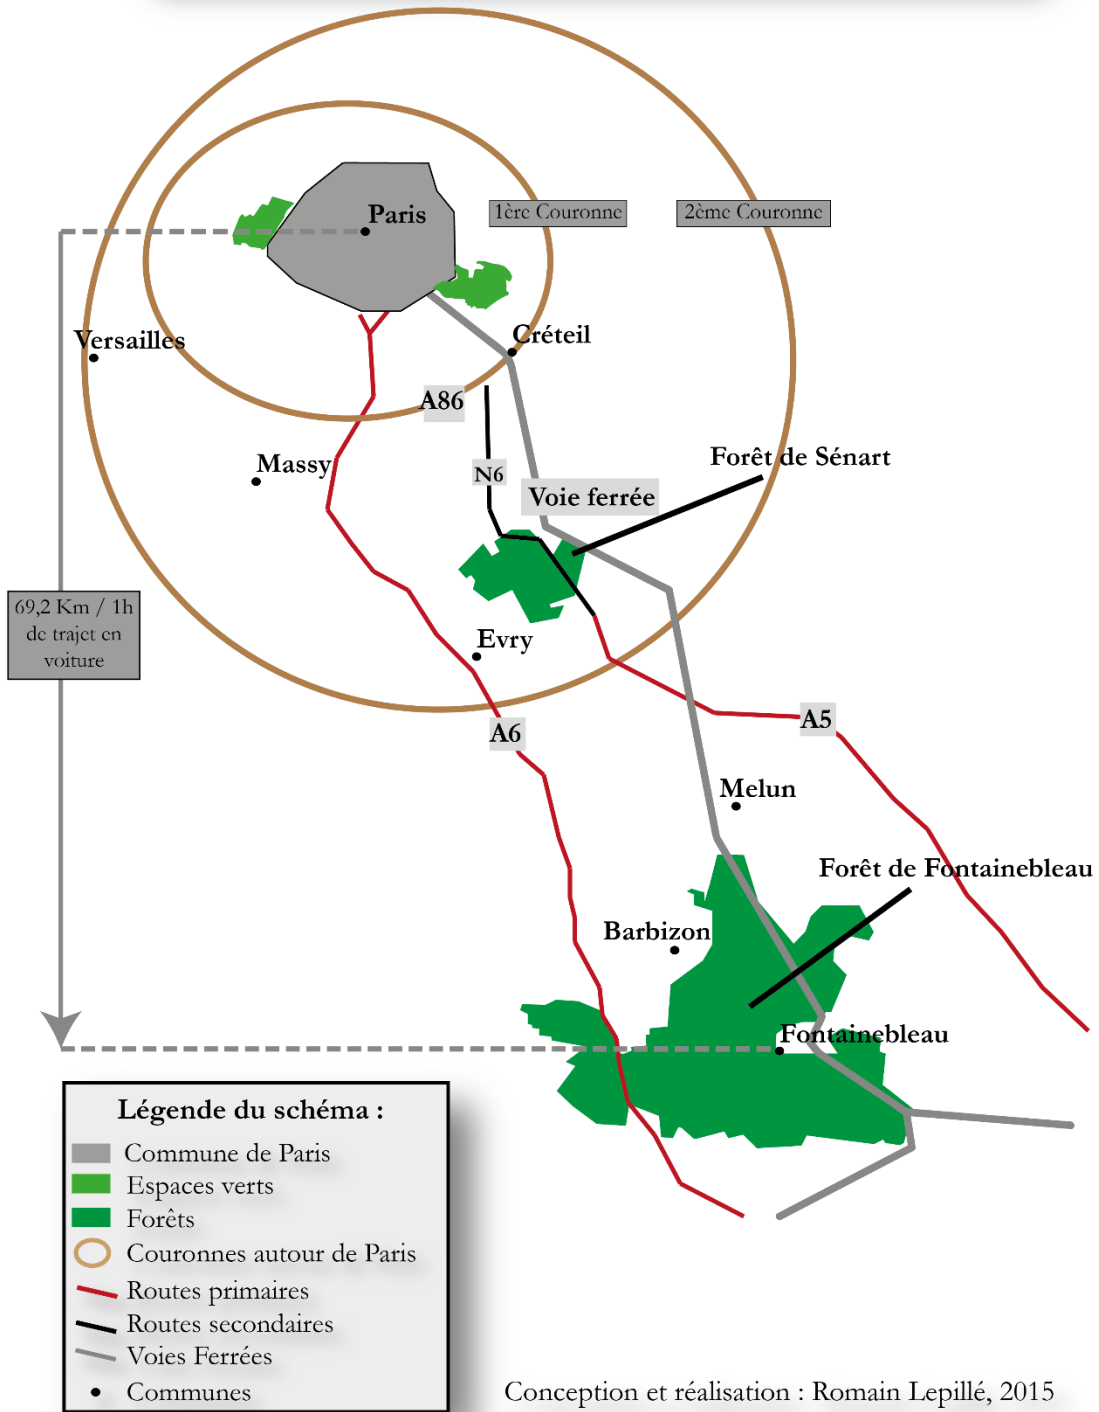 Paris
1ère Couronne
2ème Couronne
Versailles
Créteil
A86
Massy
N6
Forêt de Sénart
Voie ferrée
69,2 Km / 1h
de trajet en
voiture
Evry
A6
A5
Melun
Forêt de Fontainebleau
Barbizon
Fontainebleau
Légende du schéma :
Commune de Paris
Espaces verts
Forêts
Couronnes autour de Paris
Routes primaires
Routes secondaires
Voies Ferrées
Communes
Conception et réalisation : Romain Lepillé, 2015